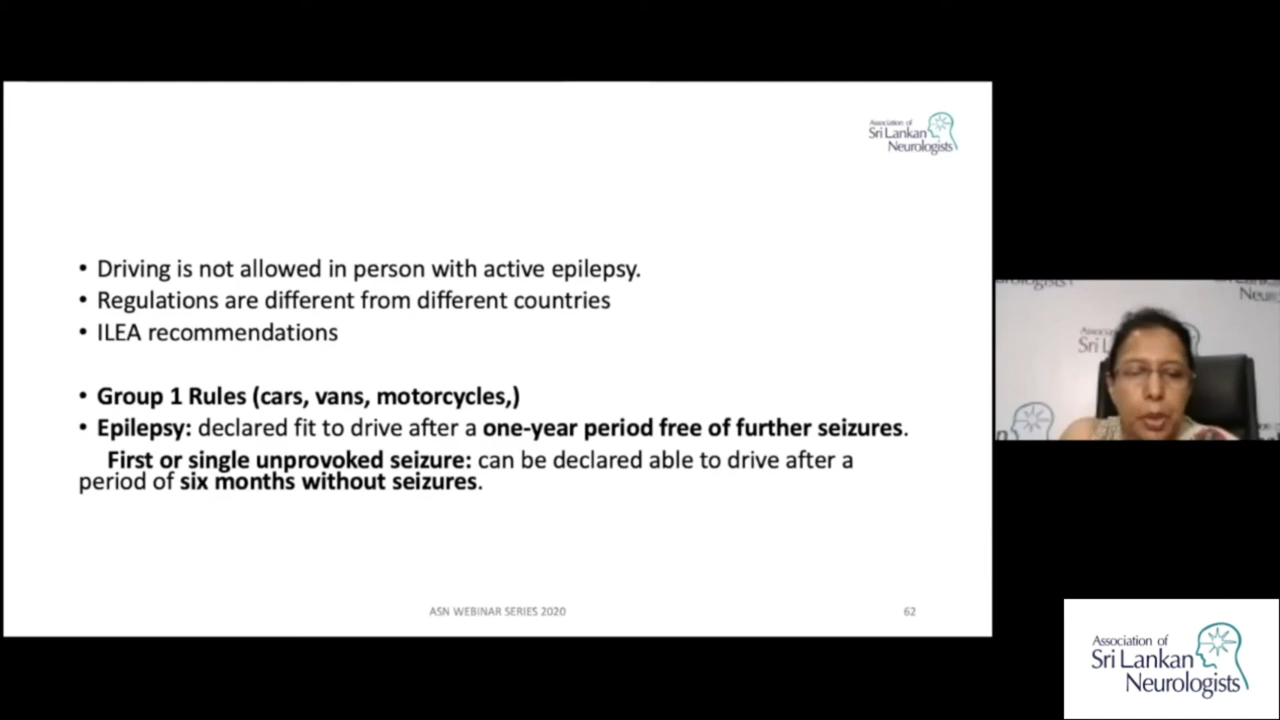 Association of
Sri Lankan
Neurologists
• Driving is not allowed in person with active epilepsy.
• Regulations are different from different countries
• ILEA recommendations
• Group 1 Rules (cars, vans, motorcycles,)
• Epilepsy: declared fit to drive after a one-year period free of further seizures.
First or single unprovoked seizure: can be declared able to drive after a
period of six months without seizures.
ASN WEBINAR SERIES 2020
62
Association of
Sri Lankan
Neurologists